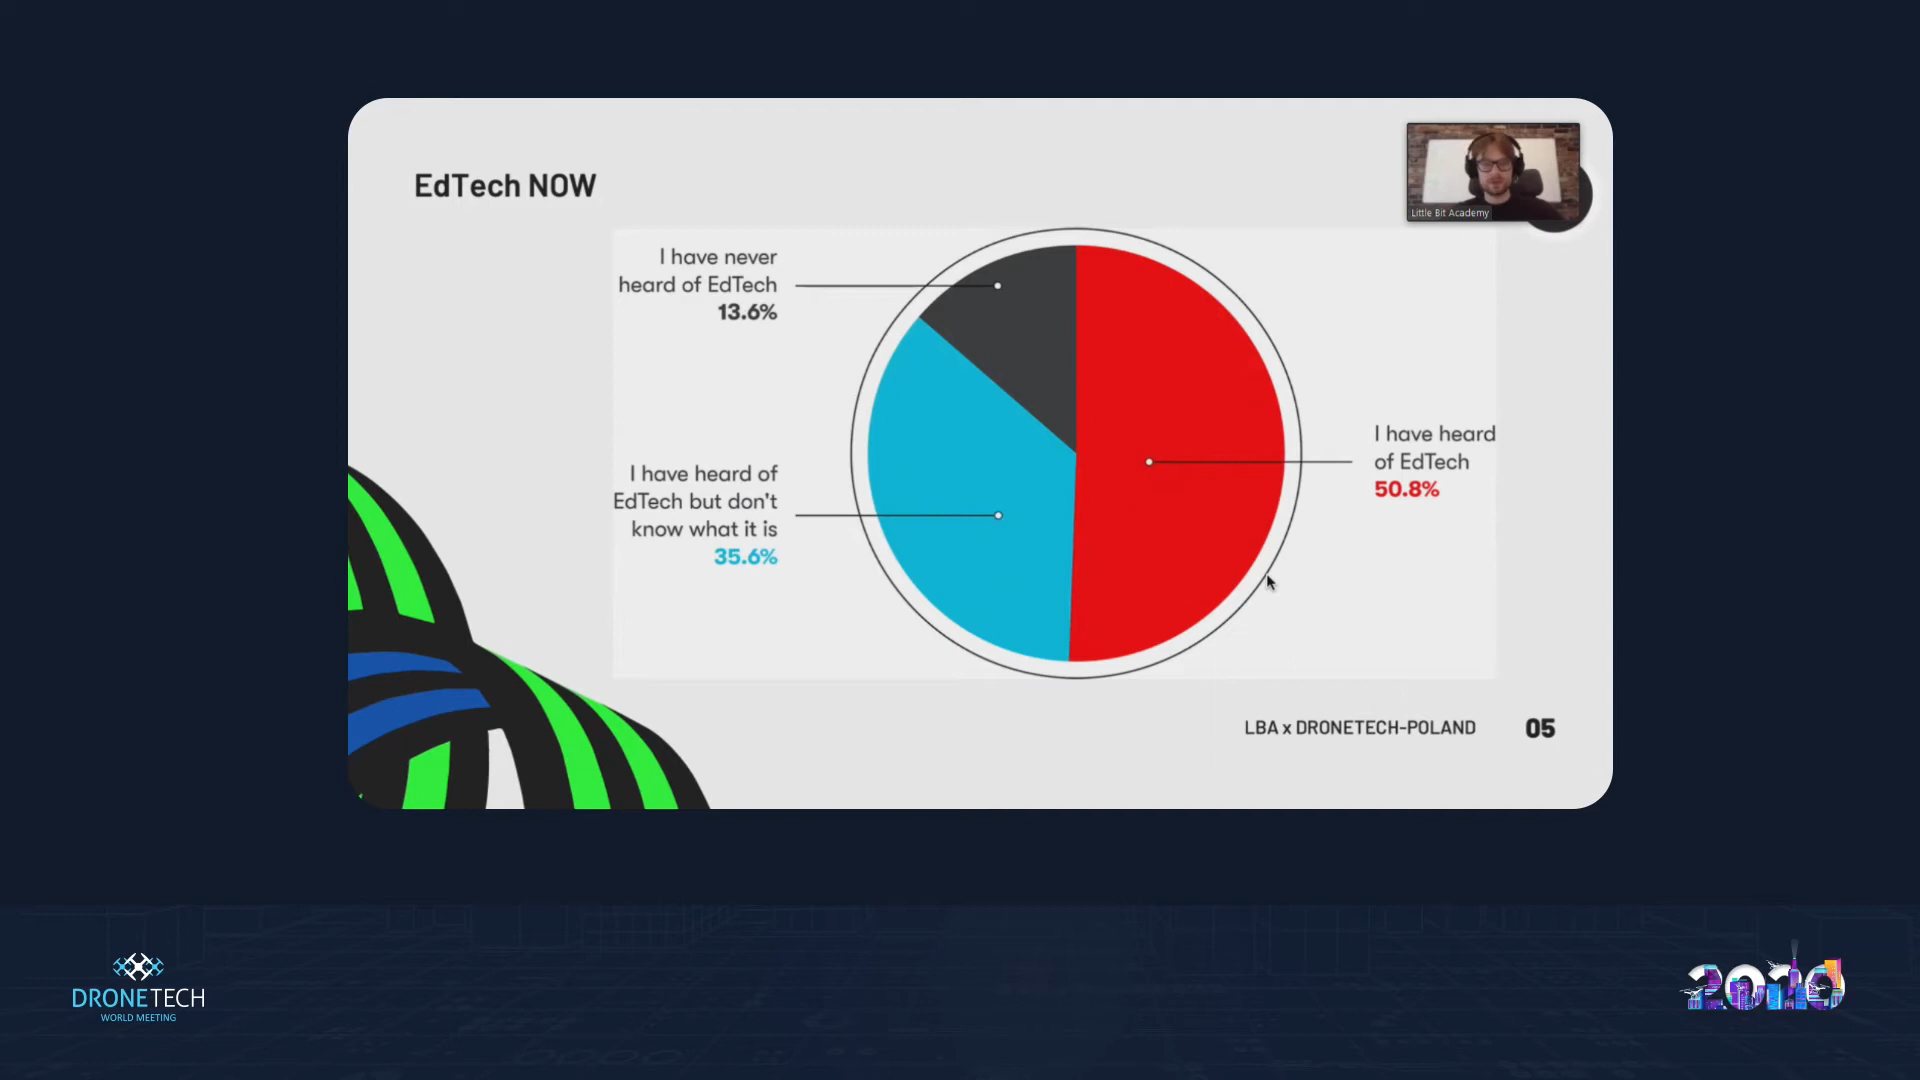 EdTech NOW
Little Bit Academy
I have never
heard of EdTech
13.6%
I have heard of
EdTech but don't
know what it is
35.6%
I have heard
of EdTech
50.8%
LBA x DRONETECH-POLAND
05
DRONETECH
WORLD MEETING
2020